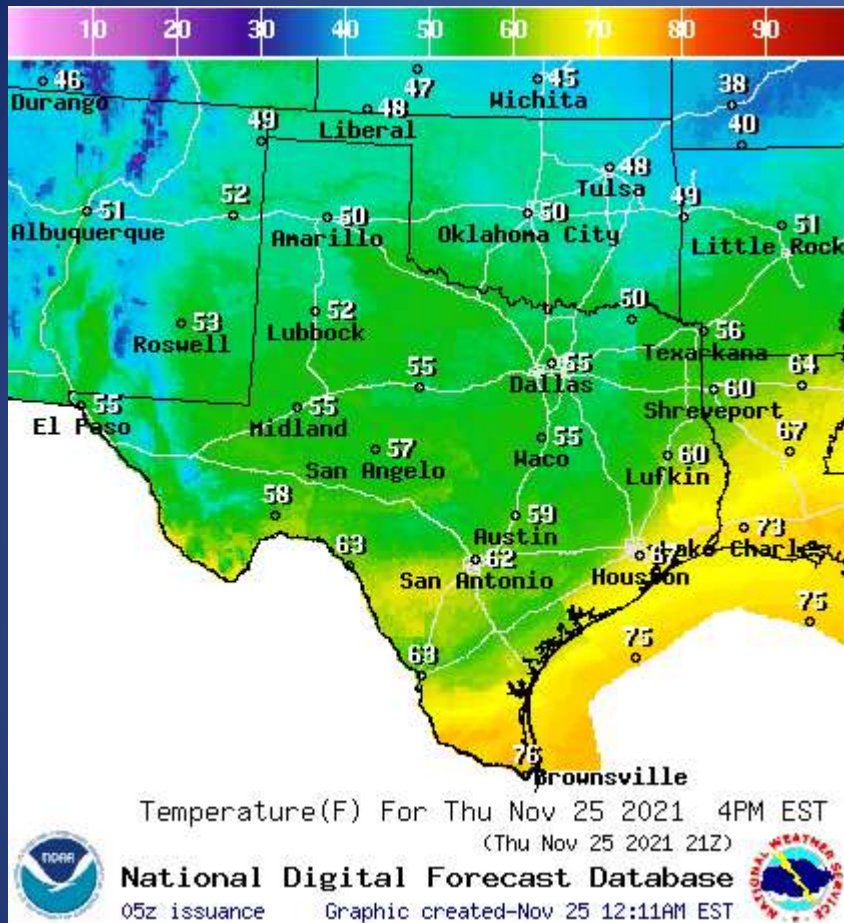 10 20 30 40 50 60 70 80 90
46
Durango
47
45
Wichita
38
48
Liberal
49
40
48
Tulsa
51
Albuquerque
52
50
Amarillo
50
Oklahoma City
49
51
Little Rock
53
Roswell
52
Lubbock
50
56
Texarkana
55
55
Dallas
64
60
Shreveport
55
El Paso
55
Midland
57
San Angelo
55
Waco
60
Lufkin
67
58
59
Austin
73
Lake Charles
63
62
San Antonio
67
Houston
75
75
63
76
Brownsville
Temperature(F) For Thu Nov 25 2021 4PM EST
(Thu Nov 25 2021 21Z)
National Digital Forecast Database
05z issuance Graphic created-Nov 25 12:11AM EST
NOAA
NATIONAL WEATHER SERVICE